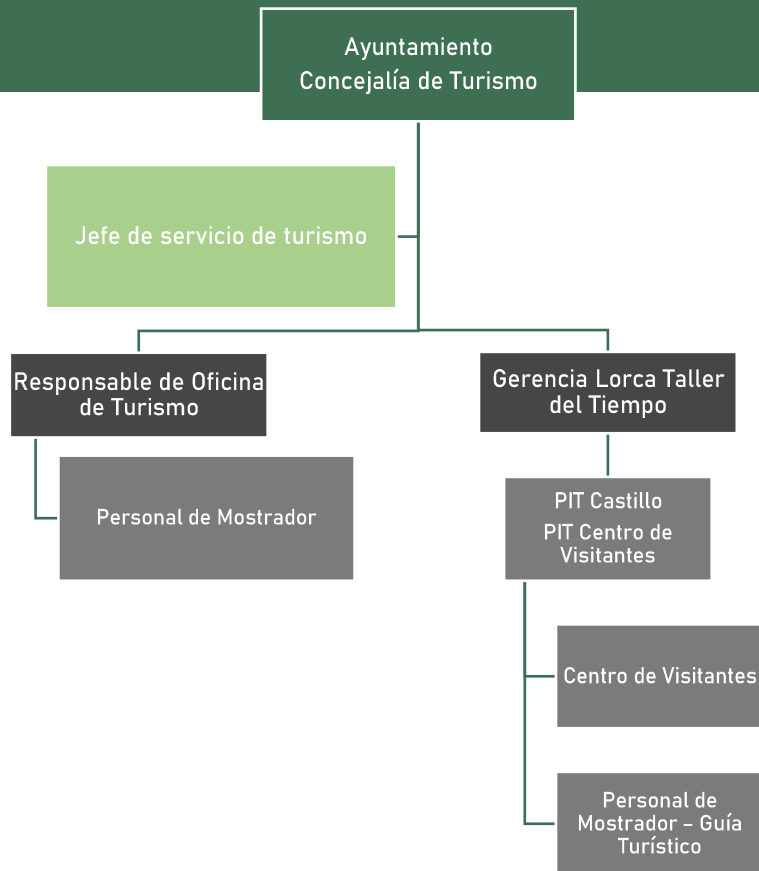 Ayuntamiento
Concejalía de Turismo
Jefe de servicio de turismo
Responsable de Oficina
de Turismo
Gerencia Lorca Taller
del Tiempo
Personal de Mostrador
PIT Castillo
PIT Centro de
Visitantes
Centro de Visitantes
Personal de
Mostrador – Guía
Turístico